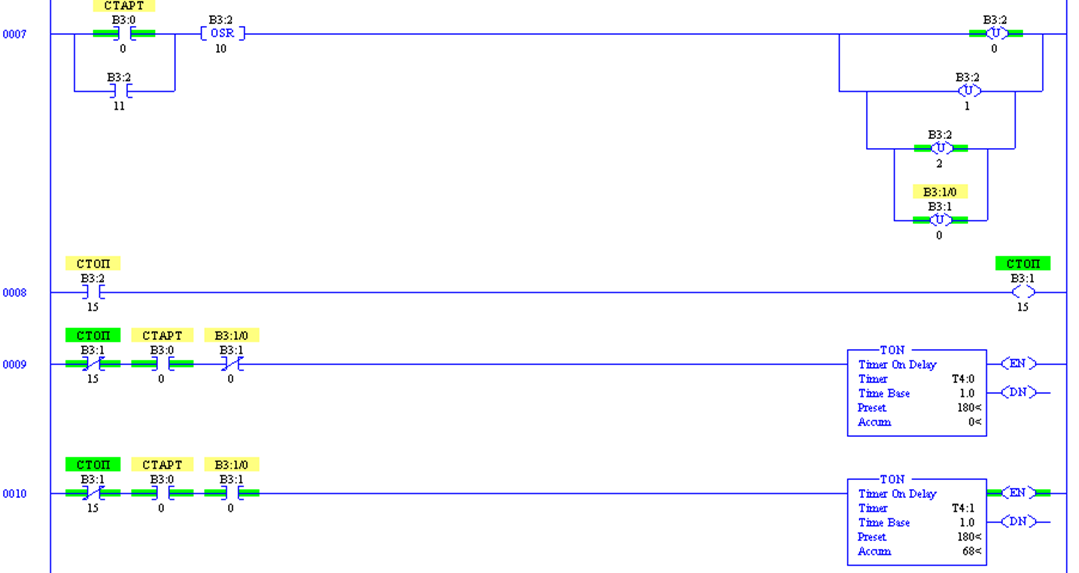 СТАРТ
B3:0 B3:2 B3:2
0007 OSR U
0 10 0
B3:2 B3:2
U
11 1
B3:2
U
2
B3:1/0
B3:1
U
0
СТОП СТОП
B3:2 B3:1
0008
15 15
СТОП СТАРТ B3:1/0
B3:1 B3:0 B3:1 TON
0009 Timer On Delay EN
15 0 0 Timer T4:0
Time Base 1.0 DN
Preset 180<
Accum 0<
СТОП СТАРТ B3:1/0
B3:1 B3:0 B3:1 TON
0010 Timer On Delay EN
15 0 0 Timer T4:1
Time Base 1.0 DN
Preset 180<
Accum 68<